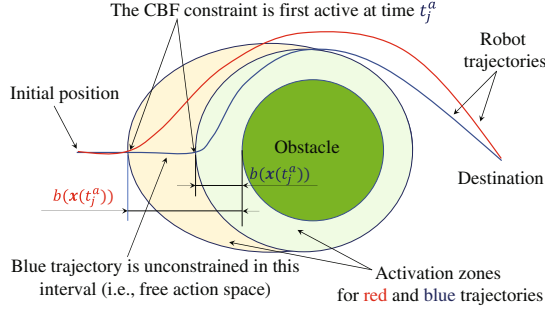 The CBF constraint is first active at time $t_j^a$
Robot
trajectories
Initial position
Obstacle
$b(\boldsymbol{x}(t_j^a))$
Destination
$b(\boldsymbol{x}(t_j^a))$
Blue trajectory is unconstrained in this
interval (i.e., free action space)
Activation zones
for red and blue trajectories